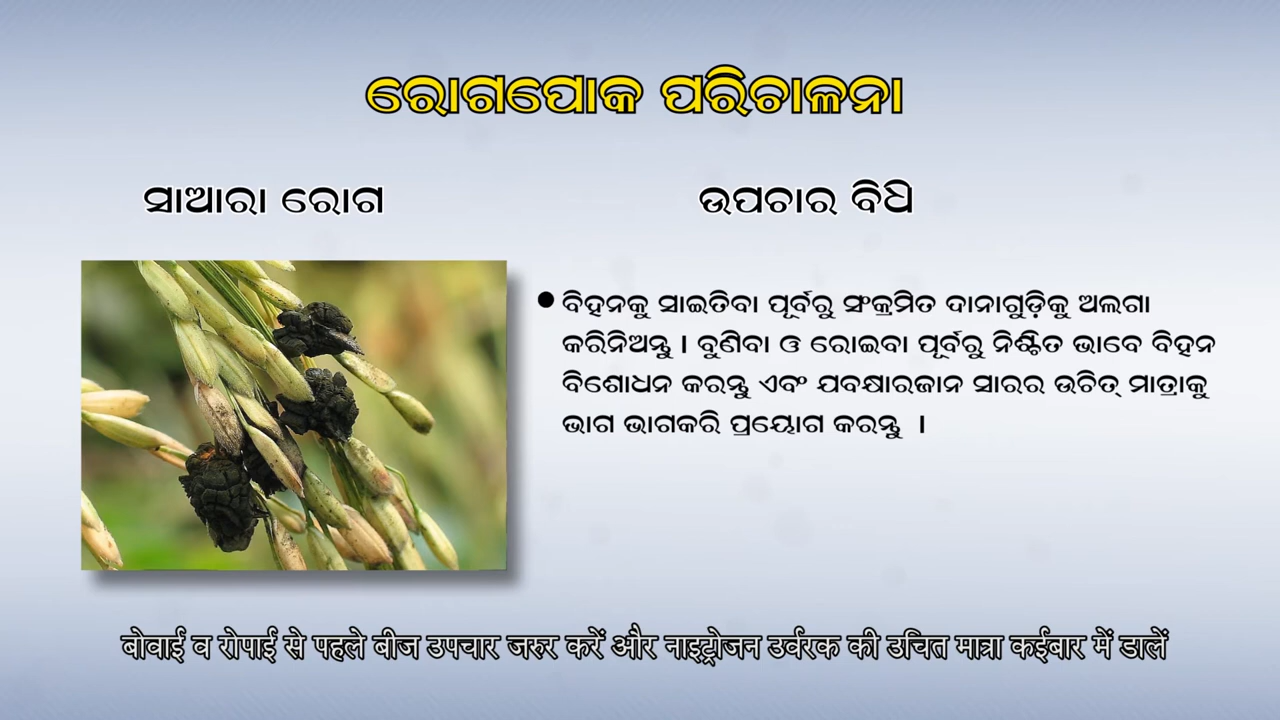 ରୋଗପୋକ ପରିଚାଳନା
ସାଆରା ରୋଗ
ଉପଚାର ବିଧି
● ବିହନକୁ ସାଇତିବା ପୂର୍ବରୁ ସଂକ୍ରମିତ ଦାନାଗୁଡ଼ିକୁ ଅଲଗା
କରିନିଅନ୍ତୁ । ବୁଣିବା ଓ ରୋଇବା ପୂର୍ବରୁ ନିଶ୍ଚିତ ଭାବେ ବିହନ
ବିଶୋଧନ କରନ୍ତୁ ଏବଂ ଯବକ୍ଷାରଜାନ ସାରର ଉଚିତ୍ ମାତ୍ରାକୁ
ଭାଗ ଭାଗକରି ପ୍ରୟୋଗ କରନ୍ତୁ ।
बोवाई व रोपाई से पहले बीज उपचार जरुर करें और नाइट्रोजन उर्वरक की उचित मात्रा कईबार में डालें